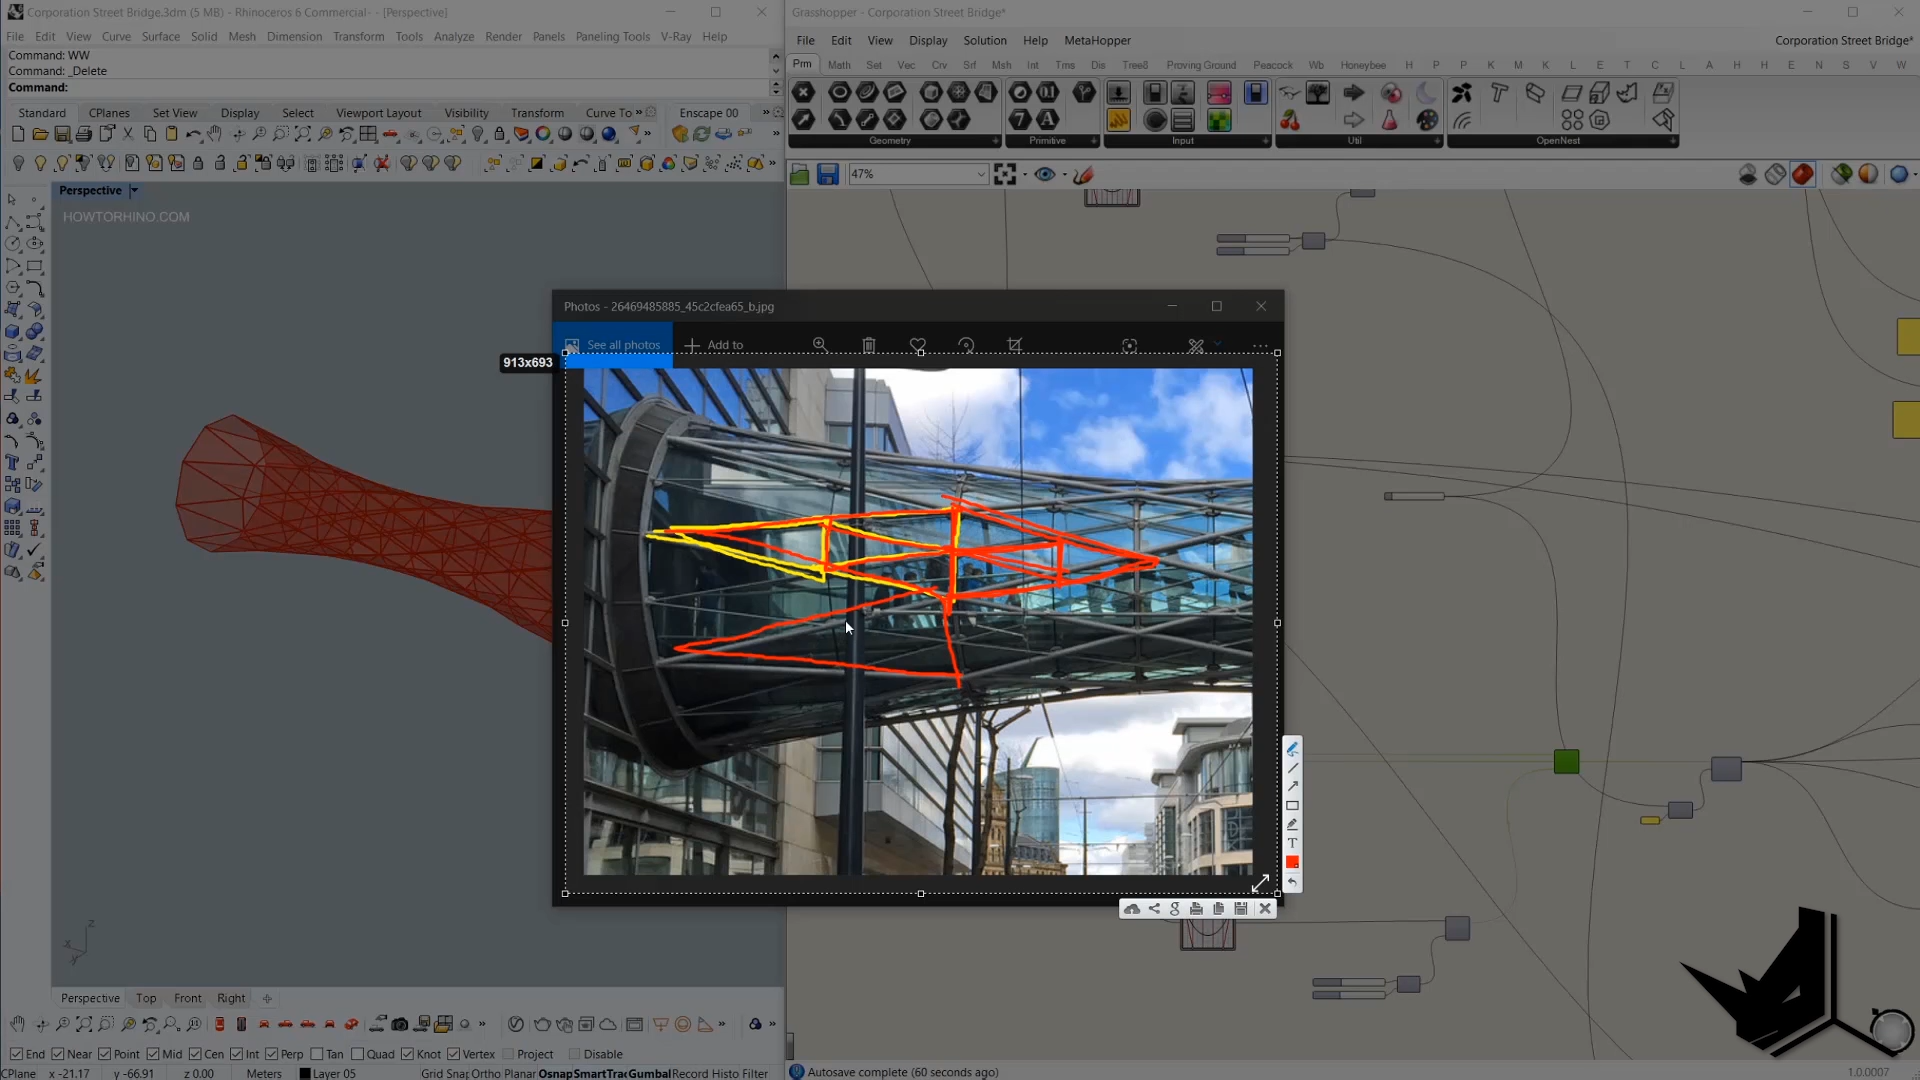 Corporation Street Bridge.3dm (5 MB) - Rhinoceros 6 Commercial - [Perspective]
Grasshopper - Corporation Street Bridge*
File Edit View Curve Surface Solid Mesh Dimension Transform Tools Analyze Render Panels Paneling Tools V-Ray Help
File Edit View Display Solution Help MetaHopper
Corporation Street Bridge*
Command: WW
Command: _Delete
Command:
Prm Math Set Vec Crv Srf Msh Int Trns Dis Tree8 Proving Ground Peacock Wb Honeybee H P P K M K L E T C L A H H E N S V W
Standard CPlanes Set View Display Select Viewport Layout Visibility Transform Curve To » Escape 00 »
Geometry Primitive Input Util OpenNest
47%
Perspective
HOWTORHINO.COM
Photos - 26469485885_45c2cfea65_b.jpg
See all photos Add to
913x693
T
z
x
y
Perspective Top Front Right
End Near Point Mid Cen Int Perp Tan Quad Knot Vertex Project Disable
CPlane x -21.17 y -66.91 z 0.00 Meters Layer 05 Grid Snap Ortho Planar Osnap SmartTrac Gumbal Record Histo Filter
Autosave complete (60 seconds ago)
1.0.0007